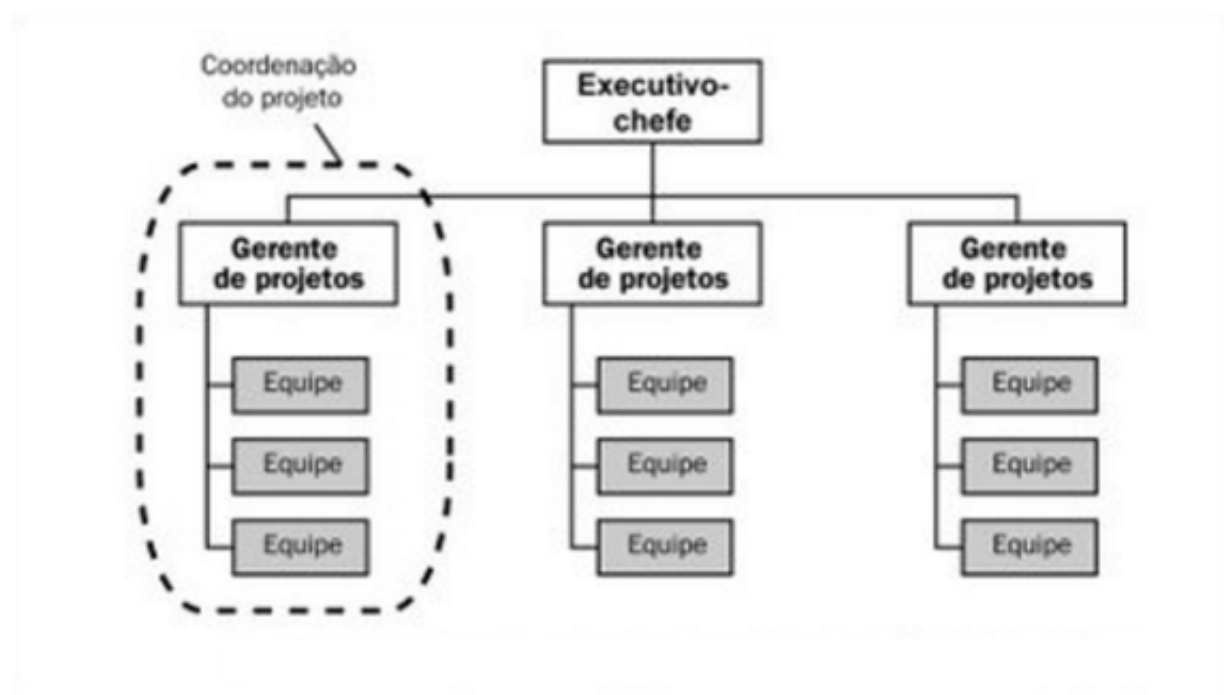 Coordenação
do projeto
Executivo-
chefe
Gerente
de projetos
Gerente
de projetos
Gerente
de projetos
Equipe
Equipe
Equipe
Equipe
Equipe
Equipe
Equipe
Equipe
Equipe